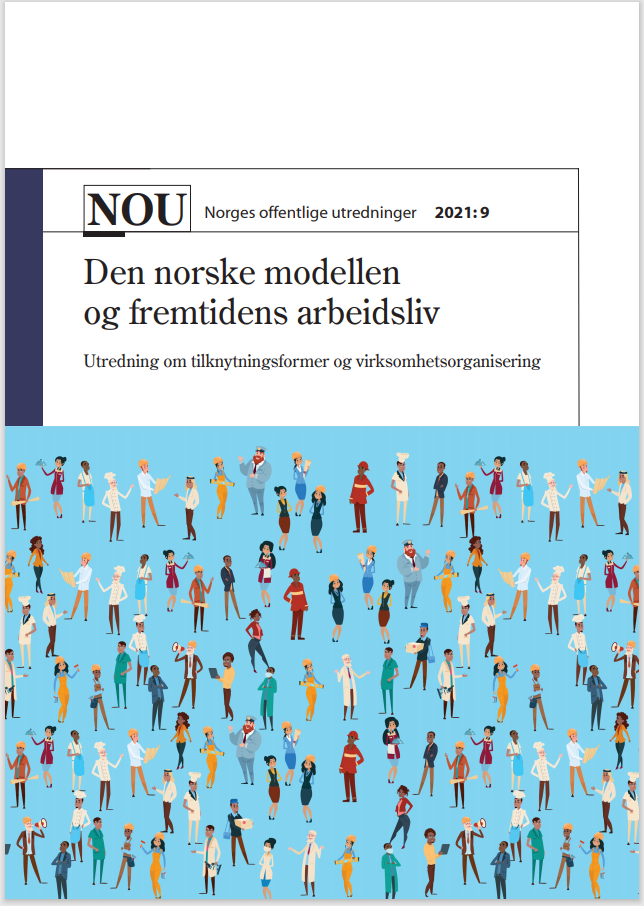 NOU Norges offentlige utredninger 2021: 9
Den norske modellen
og fremtidens arbeidsliv
Utredning om tilknytningsformer og virksomhetsorganisering